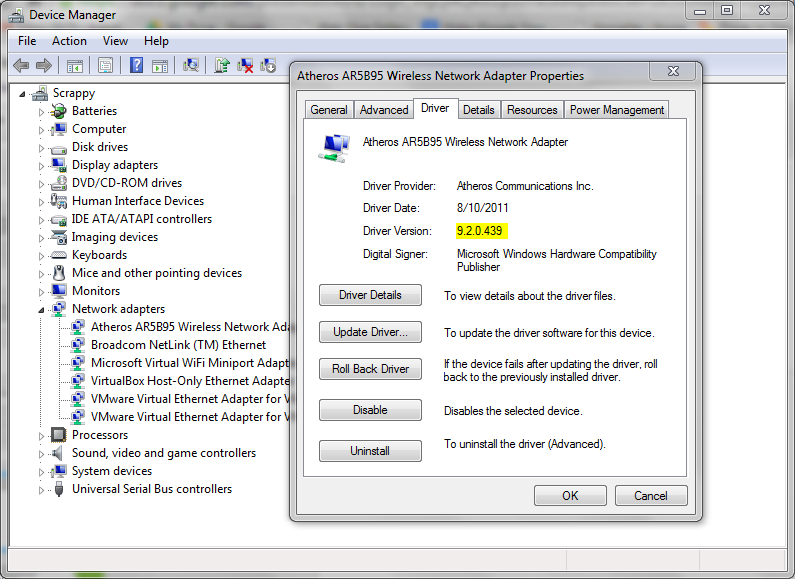 Device Manager
File Action View Help
Scrappy
Batteries
Computer
Disk drives
Display adapters
DVD/CD-ROM drives
Human Interface Devices
IDE ATA/ATAPI controllers
Imaging devices
Keyboards
Mice and other pointing devices
Monitors
Network adapters
Atheros AR5B95 Wireless Network Ada
Broadcom NetLink (TM) Ethernet
Microsoft Virtual WiFi Miniport Adapt
VirtualBox Host-Only Ethernet Adapte
VMware Virtual Ethernet Adapter for V
VMware Virtual Ethernet Adapter for V
Processors
Sound, video and game controllers
System devices
Universal Serial Bus controllers
Atheros AR5B95 Wireless Network Adapter Properties
General Advanced Driver Details Resources Power Management
Atheros AR5B95 Wireless Network Adapter
Driver Provider: Atheros Communications Inc.
Driver Date: 8/10/2011
Driver Version: 9.2.0.439
Digital Signer: Microsoft Windows Hardware Compatibility
Publisher
Driver Details To view details about the driver files.
Update Driver... To update the driver software for this device.
Roll Back Driver If the device fails after updating the driver, roll
back to the previously installed driver.
Disable Disables the selected device.
Uninstall To uninstall the driver (Advanced).
OK Cancel